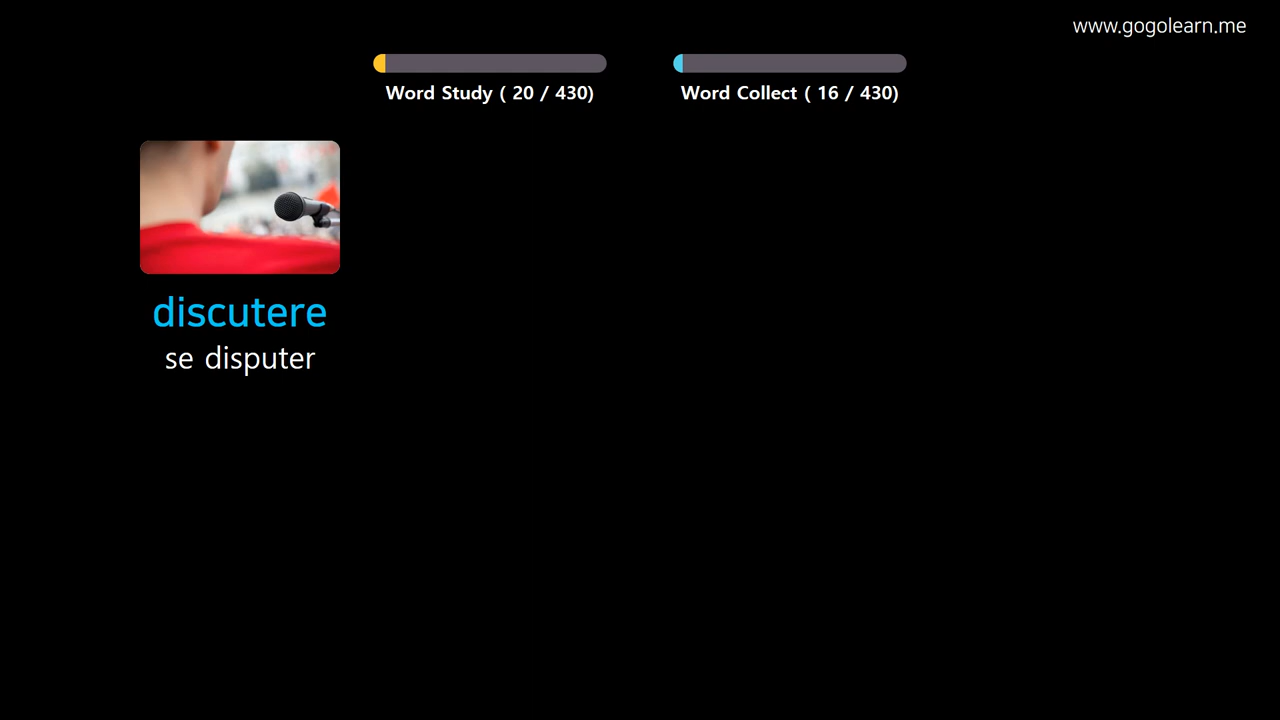 www.gogolearn.me
Word Study ( 20 / 430)
Word Collect ( 16 / 430)
discutere
se disputer